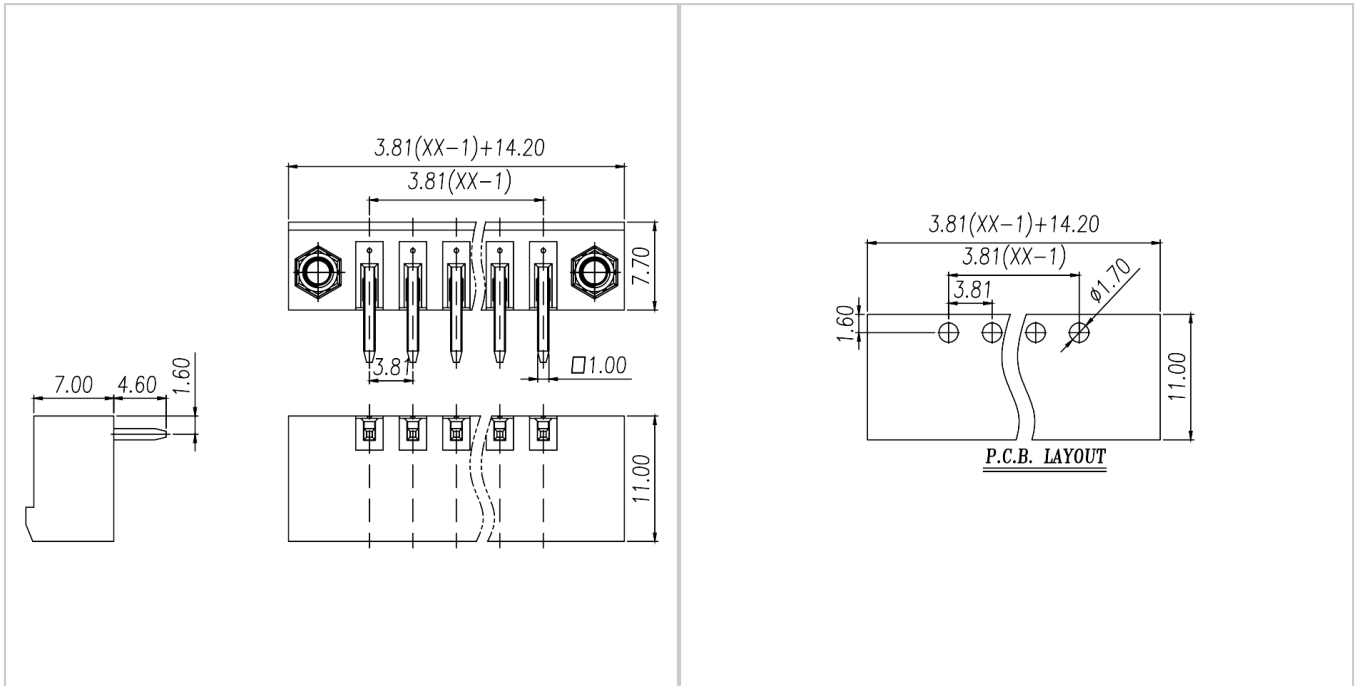 3.81(XX-1)+14.20
3.81(XX-1)
7.70
3.81
□1.00
7.00
4.60
1.60
11.00
3.81(XX-1)+14.20
3.81(XX-1)
3.81
ø1.70
1.60
11.00
P.C.B. LAYOUT